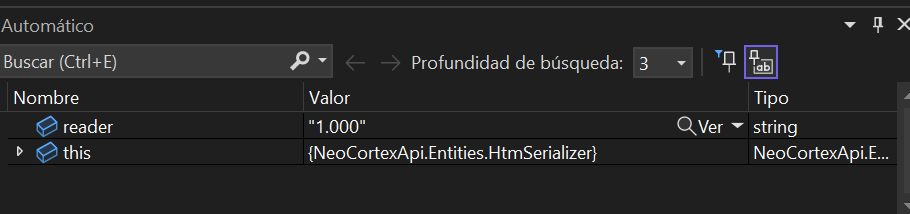 Automático
Buscar (Ctrl+E)
Profundidad de búsqueda:
3
Nombre Valor Tipo
reader "1.000" Ver string
this {NeoCortexApi.Entities.HtmSerializer} NeoCortexApi.E...